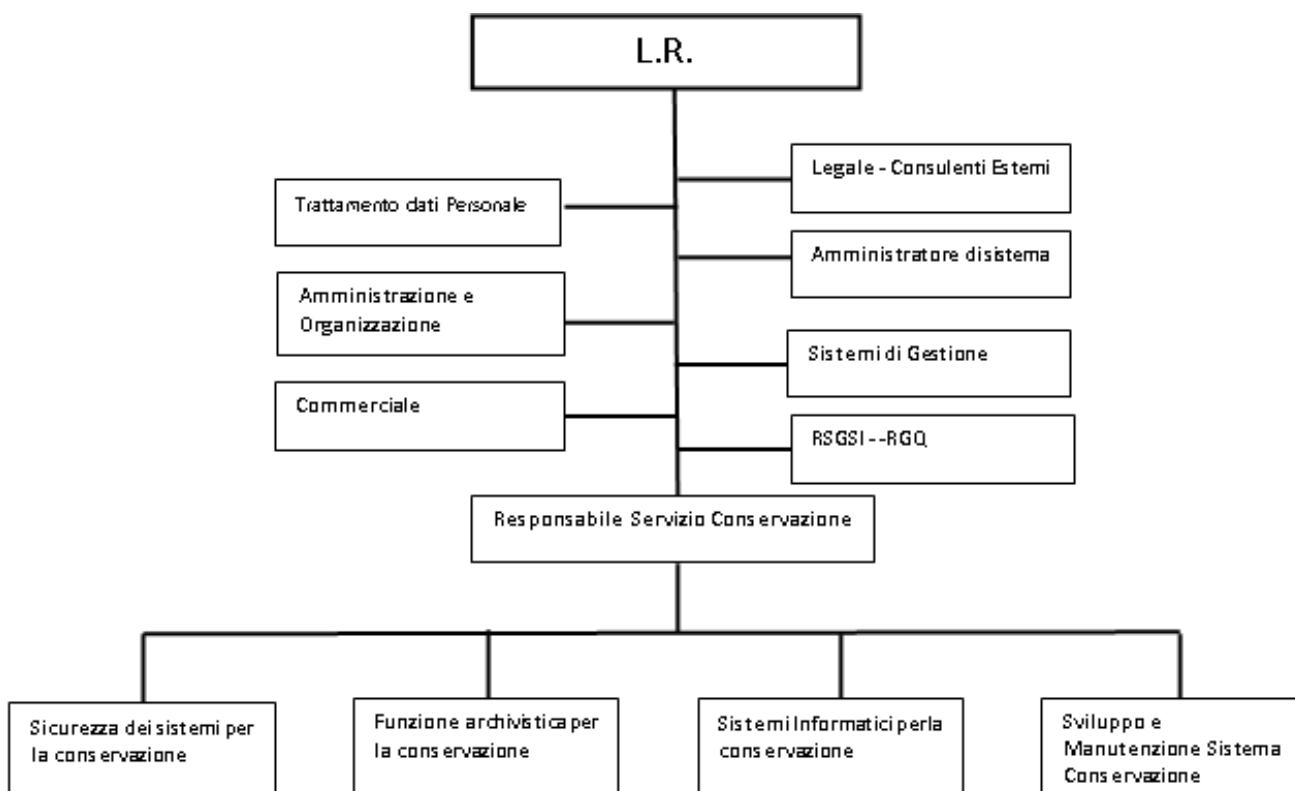 L.R.
Legale - Consulenti Esterni
Trattamento dati Personale
Amministratore di sistema
Amministrazione e
Organizzazione
Sistemi di Gestione
Commerciale
RSGSI --RGQ
Responsabile Servizio Conservazione
Sicurezza dei sistemi per
la conservazione
Funzione archivistica per
la conservazione
Sistemi Informatici per la
conservazione
Sviluppo e
Manutenzione Sistema
Conservazione